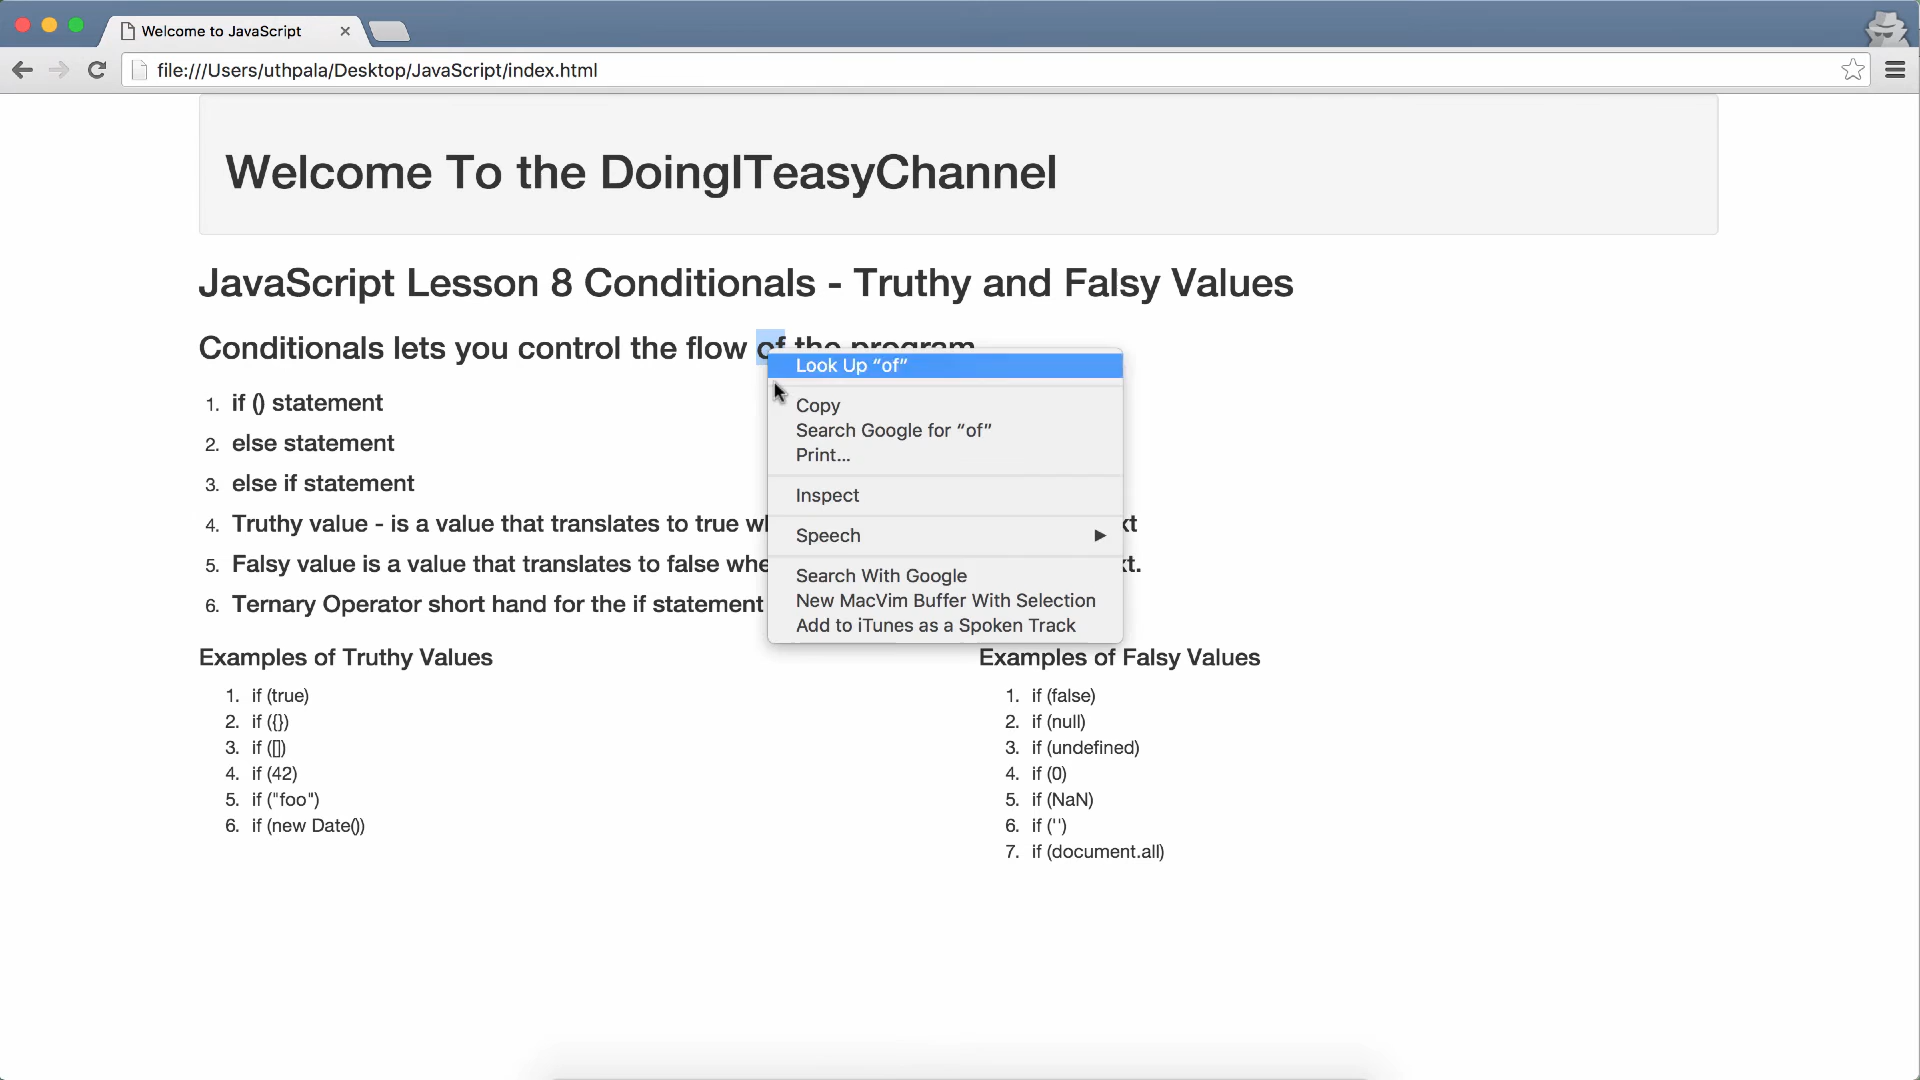 Welcome to JavaScript
file:///Users/uthpala/Desktop/JavaScript/index.html
Welcome To the DoingITeasyChannel
JavaScript Lesson 8 Conditionals - Truthy and Falsy Values
Conditionals lets you control the flow of the program
Look Up “of”
Copy
Search Google for “of”
Print...
Inspect
Speech
Search With Google
New MacVim Buffer With Selection
Add to iTunes as a Spoken Track
1. if () statement
2. else statement
3. else if statement
4. Truthy value - is a value that translates to true
5. Falsy value is a value that translates to false
6. Ternary Operator short hand for the if statement
Examples of Truthy Values
1. if (true)
2. if ({})
3. if ([])
4. if (42)
5. if ("foo")
6. if (new Date())
Examples of Falsy Values
1. if (false)
2. if (null)
3. if (undefined)
4. if (0)
5. if (NaN)
6. if ('')
7. if (document.all)